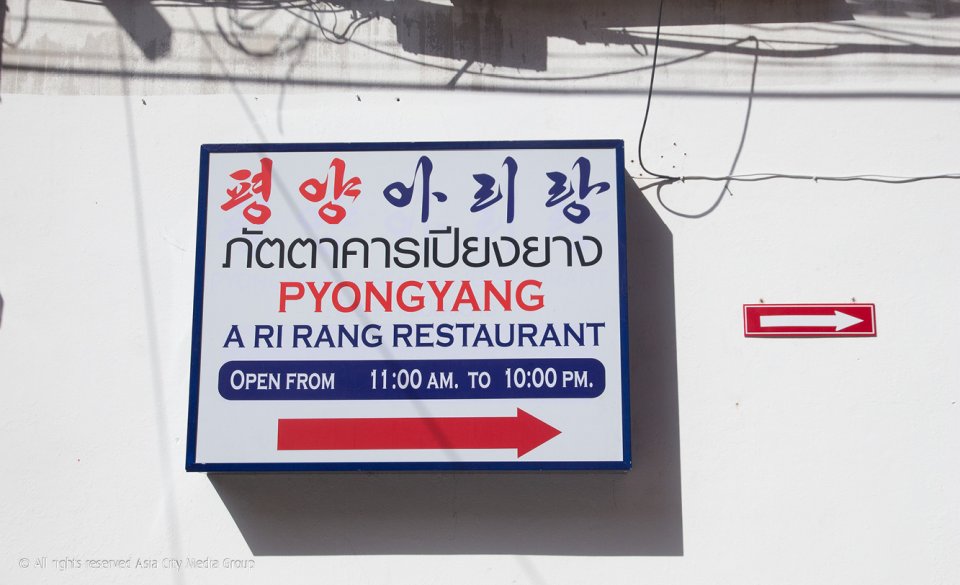 평양 아리랑
ภัตตาคารเปียงยาง
PYONGYANG
A RI RANG RESTAURANT
OPEN FROM 11:00 AM. TO 10:00 PM.
© All rights reserved Asia City Media Group